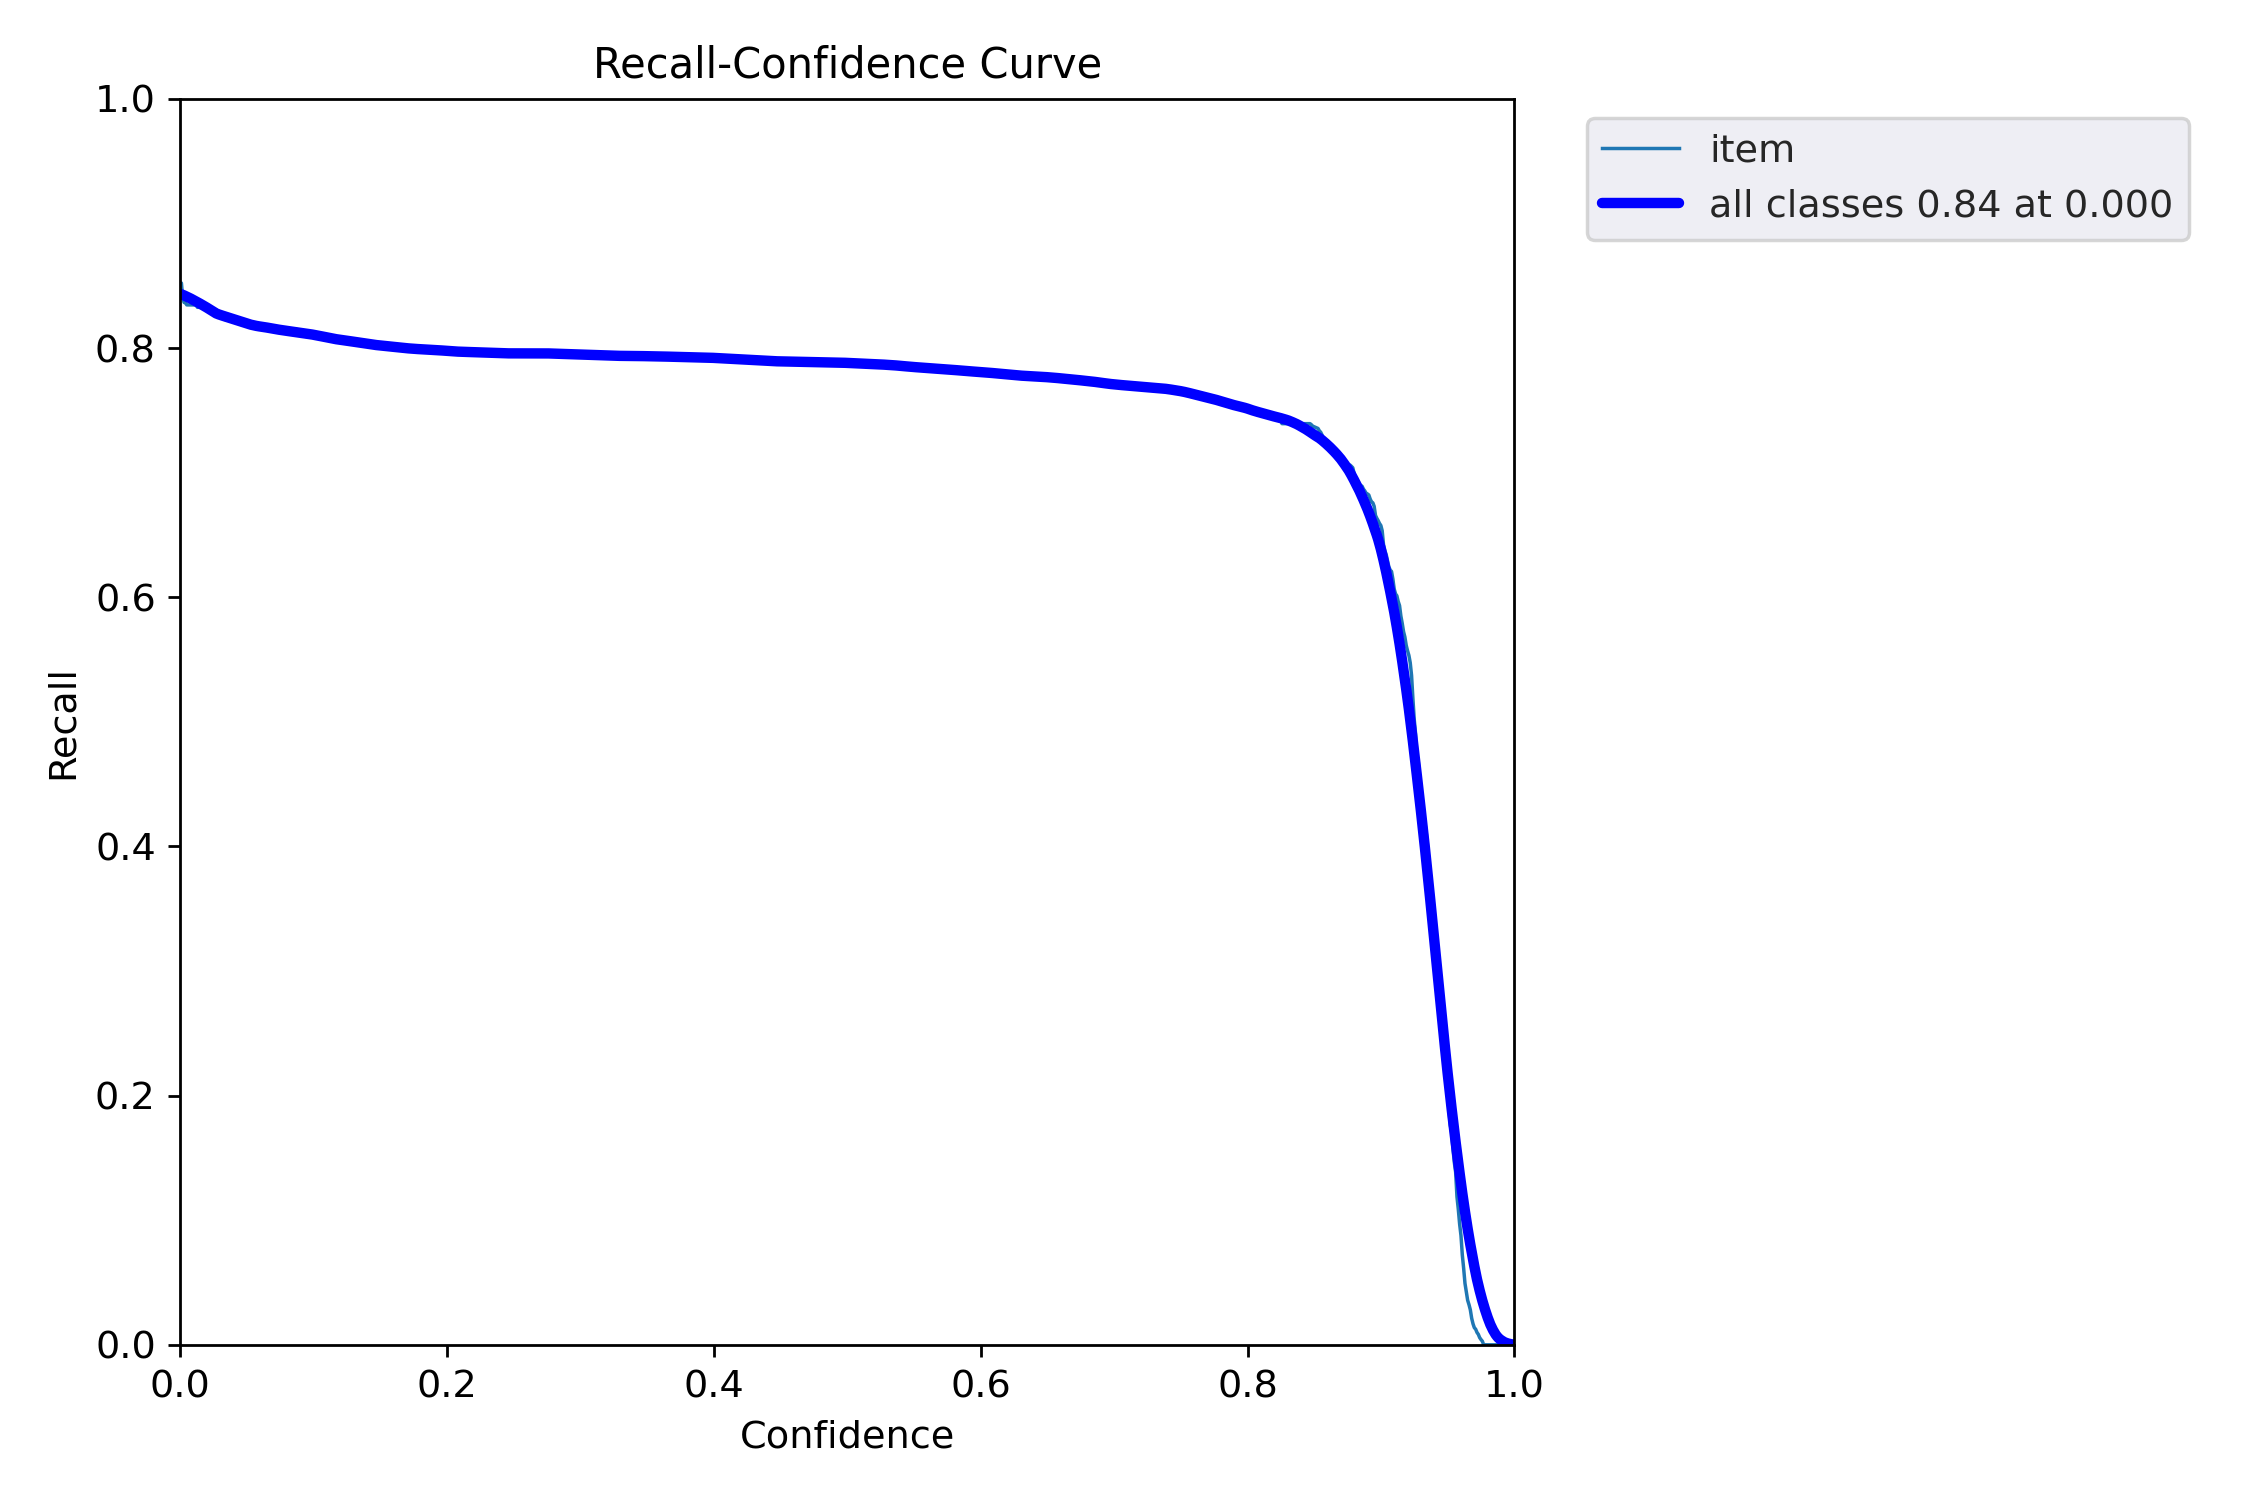 Recall-Confidence Curve
1.0
0.8
0.6
0.4
0.2
0.0
Recall
0.0 0.2 0.4 0.6 0.8 1.0
Confidence
item
all classes 0.84 at 0.000